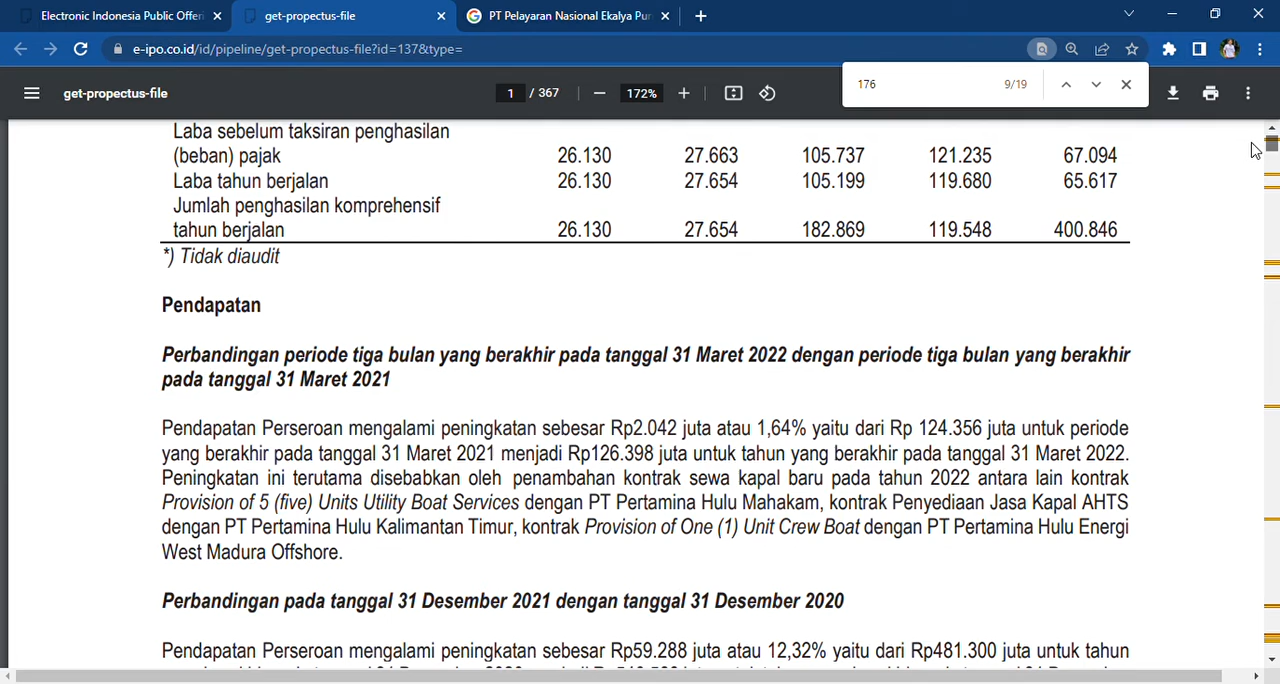 Electronic Indonesia Public Offeri
get-propectus-file
PT Pelayaran Nasional Ekalya Pur
e-ipo.co.id/id/pipeline/get-propectus-file?id=137&type=
get-propectus-file
1 / 367
172%
176
9/19
Laba sebelum taksiran penghasilan
(beban) pajak 26.130 27.663 105.737 121.235 67.094
Laba tahun berjalan 26.130 27.654 105.199 119.680 65.617
Jumlah penghasilan komprehensif
tahun berjalan 26.130 27.654 182.869 119.548 400.846
*) Tidak diaudit
Pendapatan
Perbandingan periode tiga bulan yang berakhir pada tanggal 31 Maret 2022 dengan periode tiga bulan yang berakhir
pada tanggal 31 Maret 2021
Pendapatan Perseroan mengalami peningkatan sebesar Rp2.042 juta atau 1,64% yaitu dari Rp 124.356 juta untuk periode
yang berakhir pada tanggal 31 Maret 2021 menjadi Rp126.398 juta untuk tahun yang berakhir pada tanggal 31 Maret 2022.
Peningkatan ini terutama disebabkan oleh penambahan kontrak sewa kapal baru pada tahun 2022 antara lain kontrak
Provision of 5 (five) Units Utility Boat Services dengan PT Pertamina Hulu Mahakam, kontrak Penyediaan Jasa Kapal AHTS
dengan PT Pertamina Hulu Kalimantan Timur, kontrak Provision of One (1) Unit Crew Boat dengan PT Pertamina Hulu Energi
West Madura Offshore.
Perbandingan pada tanggal 31 Desember 2021 dengan tanggal 31 Desember 2020
Pendapatan Perseroan mengalami peningkatan sebesar Rp59.288 juta atau 12,32% yaitu dari Rp481.300 juta untuk tahun